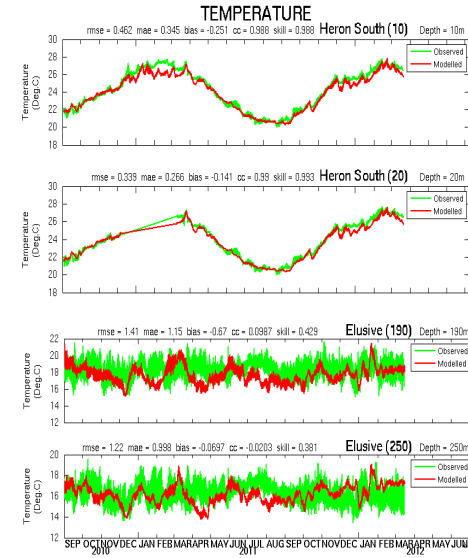 TEMPERATURE
rmse = 0.462 mae = 0.345 bias = -0.251 cc = 0.988 skill = 0.988 Heron South (10) Depth = 10m
30
28
26
24
22
20
18
Temperature
(Deg.C)
Observed
Modelled
rmse = 0.339 mae = 0.266 bias = -0.141 cc = 0.99 skill = 0.993 Heron South (20) Depth = 20m
30
28
26
24
22
20
18
Temperature
(Deg.C)
Observed
Modelled
rmse = 1.41 mae = 1.15 bias = -0.67 cc = 0.0987 skill = 0.429 Elusive (190) Depth = 190m
22
20
18
16
14
12
Temperature
(Deg.C)
Observed
Modelled
rmse = 1.22 mae = 0.998 bias = -0.0697 cc = -0.0203 skill = 0.381 Elusive (250) Depth = 250m
20
18
16
14
12
Temperature
(Deg.C)
Observed
Modelled
SEP OCT NOV DEC JAN FEB MAR APR MAY JUN JUL AUG SEP OCT NOV DEC JAN FEB MAR APR MAY JUN
2010 2011 2012